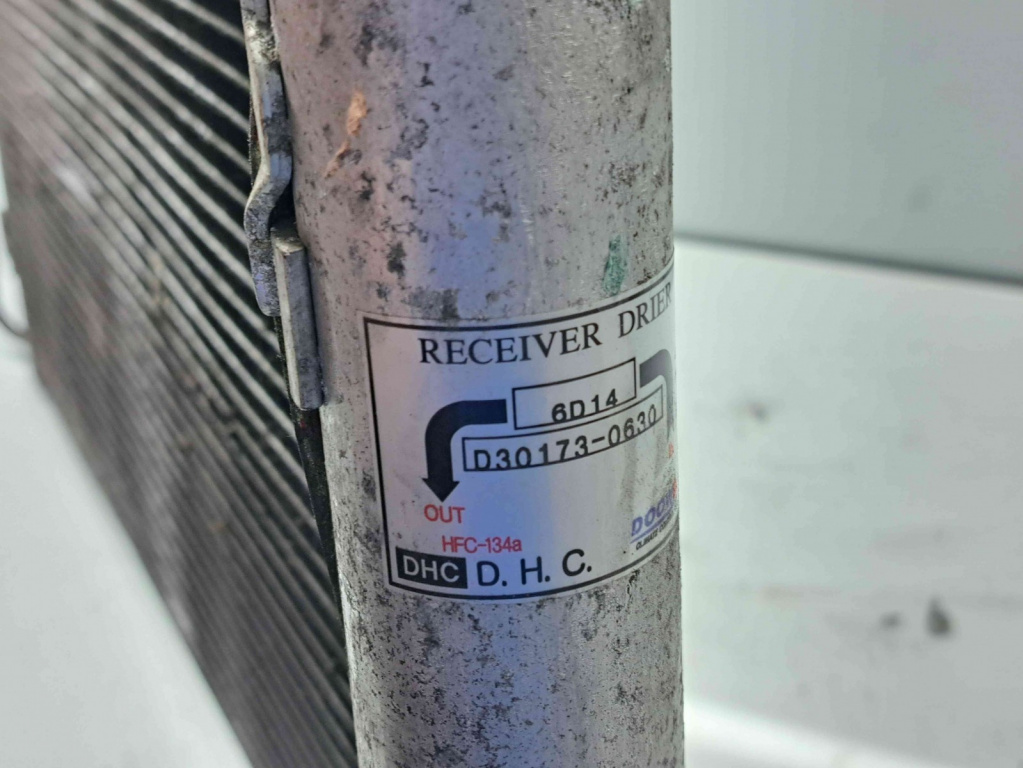 RECEIVER DRIER
6D14
D30173-0630
OUT
HFC-134a
DHC D. H. C.